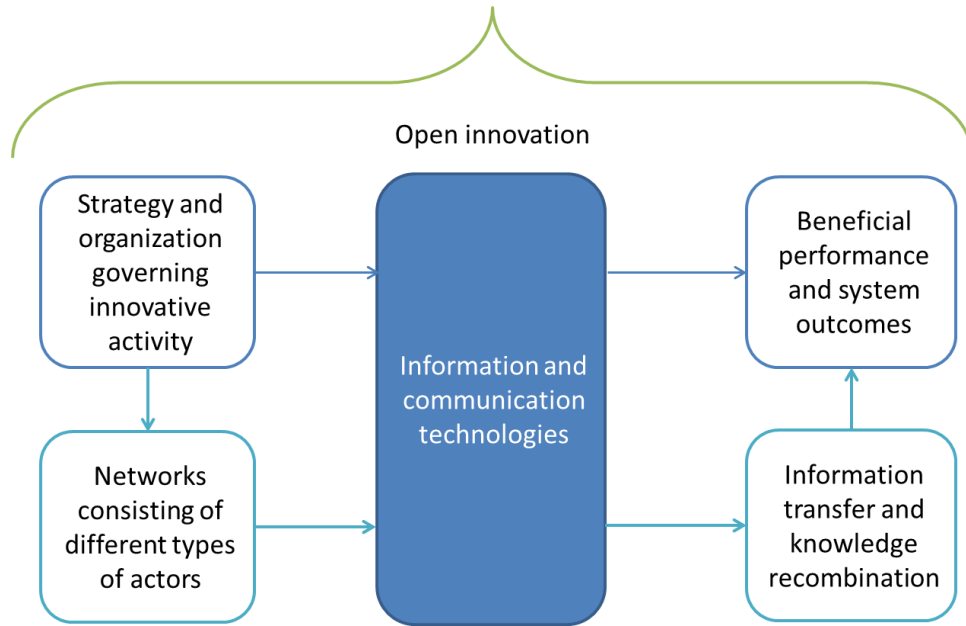 Open innovation
Strategy and
organization
governing
innovative
activity
Information and
communication
technologies
Beneficial
performance
and system
outcomes
Networks
consisting of
different types
of actors
Information
transfer and
knowledge
recombination